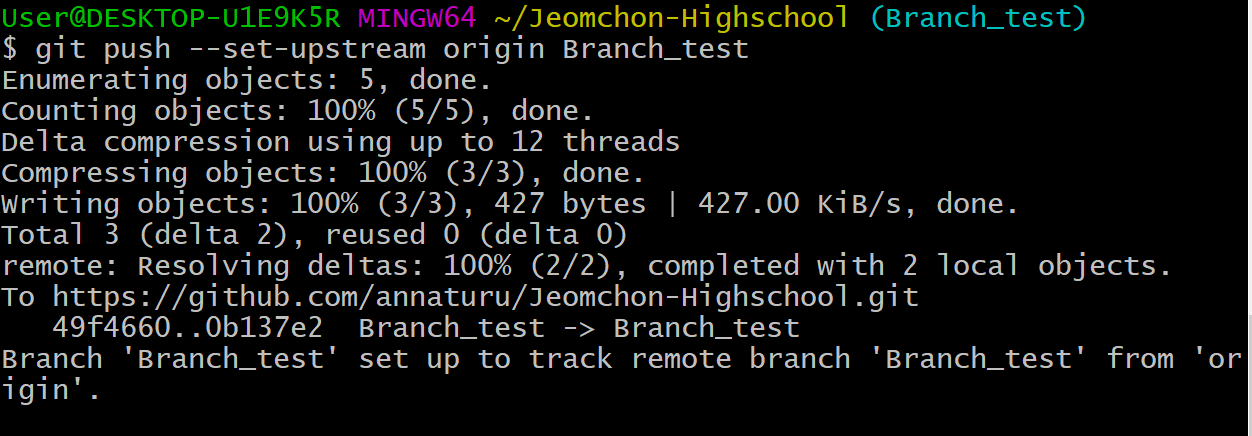 User@DESKTOP-U1E9K5R MINGW64 ~/Jeomchon-Highschool (Branch_test)
$ git push --set-upstream origin Branch_test
Enumerating objects: 5, done.
Counting objects: 100% (5/5), done.
Delta compression using up to 12 threads
Compressing objects: 100% (3/3), done.
Writing objects: 100% (3/3), 427 bytes | 427.00 KiB/s, done.
Total 3 (delta 2), reused 0 (delta 0)
remote: Resolving deltas: 100% (2/2), completed with 2 local objects.
To https://github.com/annaturu/Jeomchon-Highschool.git
   49f4660..0b137e2  Branch_test -> Branch_test
Branch 'Branch_test' set up to track remote branch 'Branch_test' from 'or
igin'.